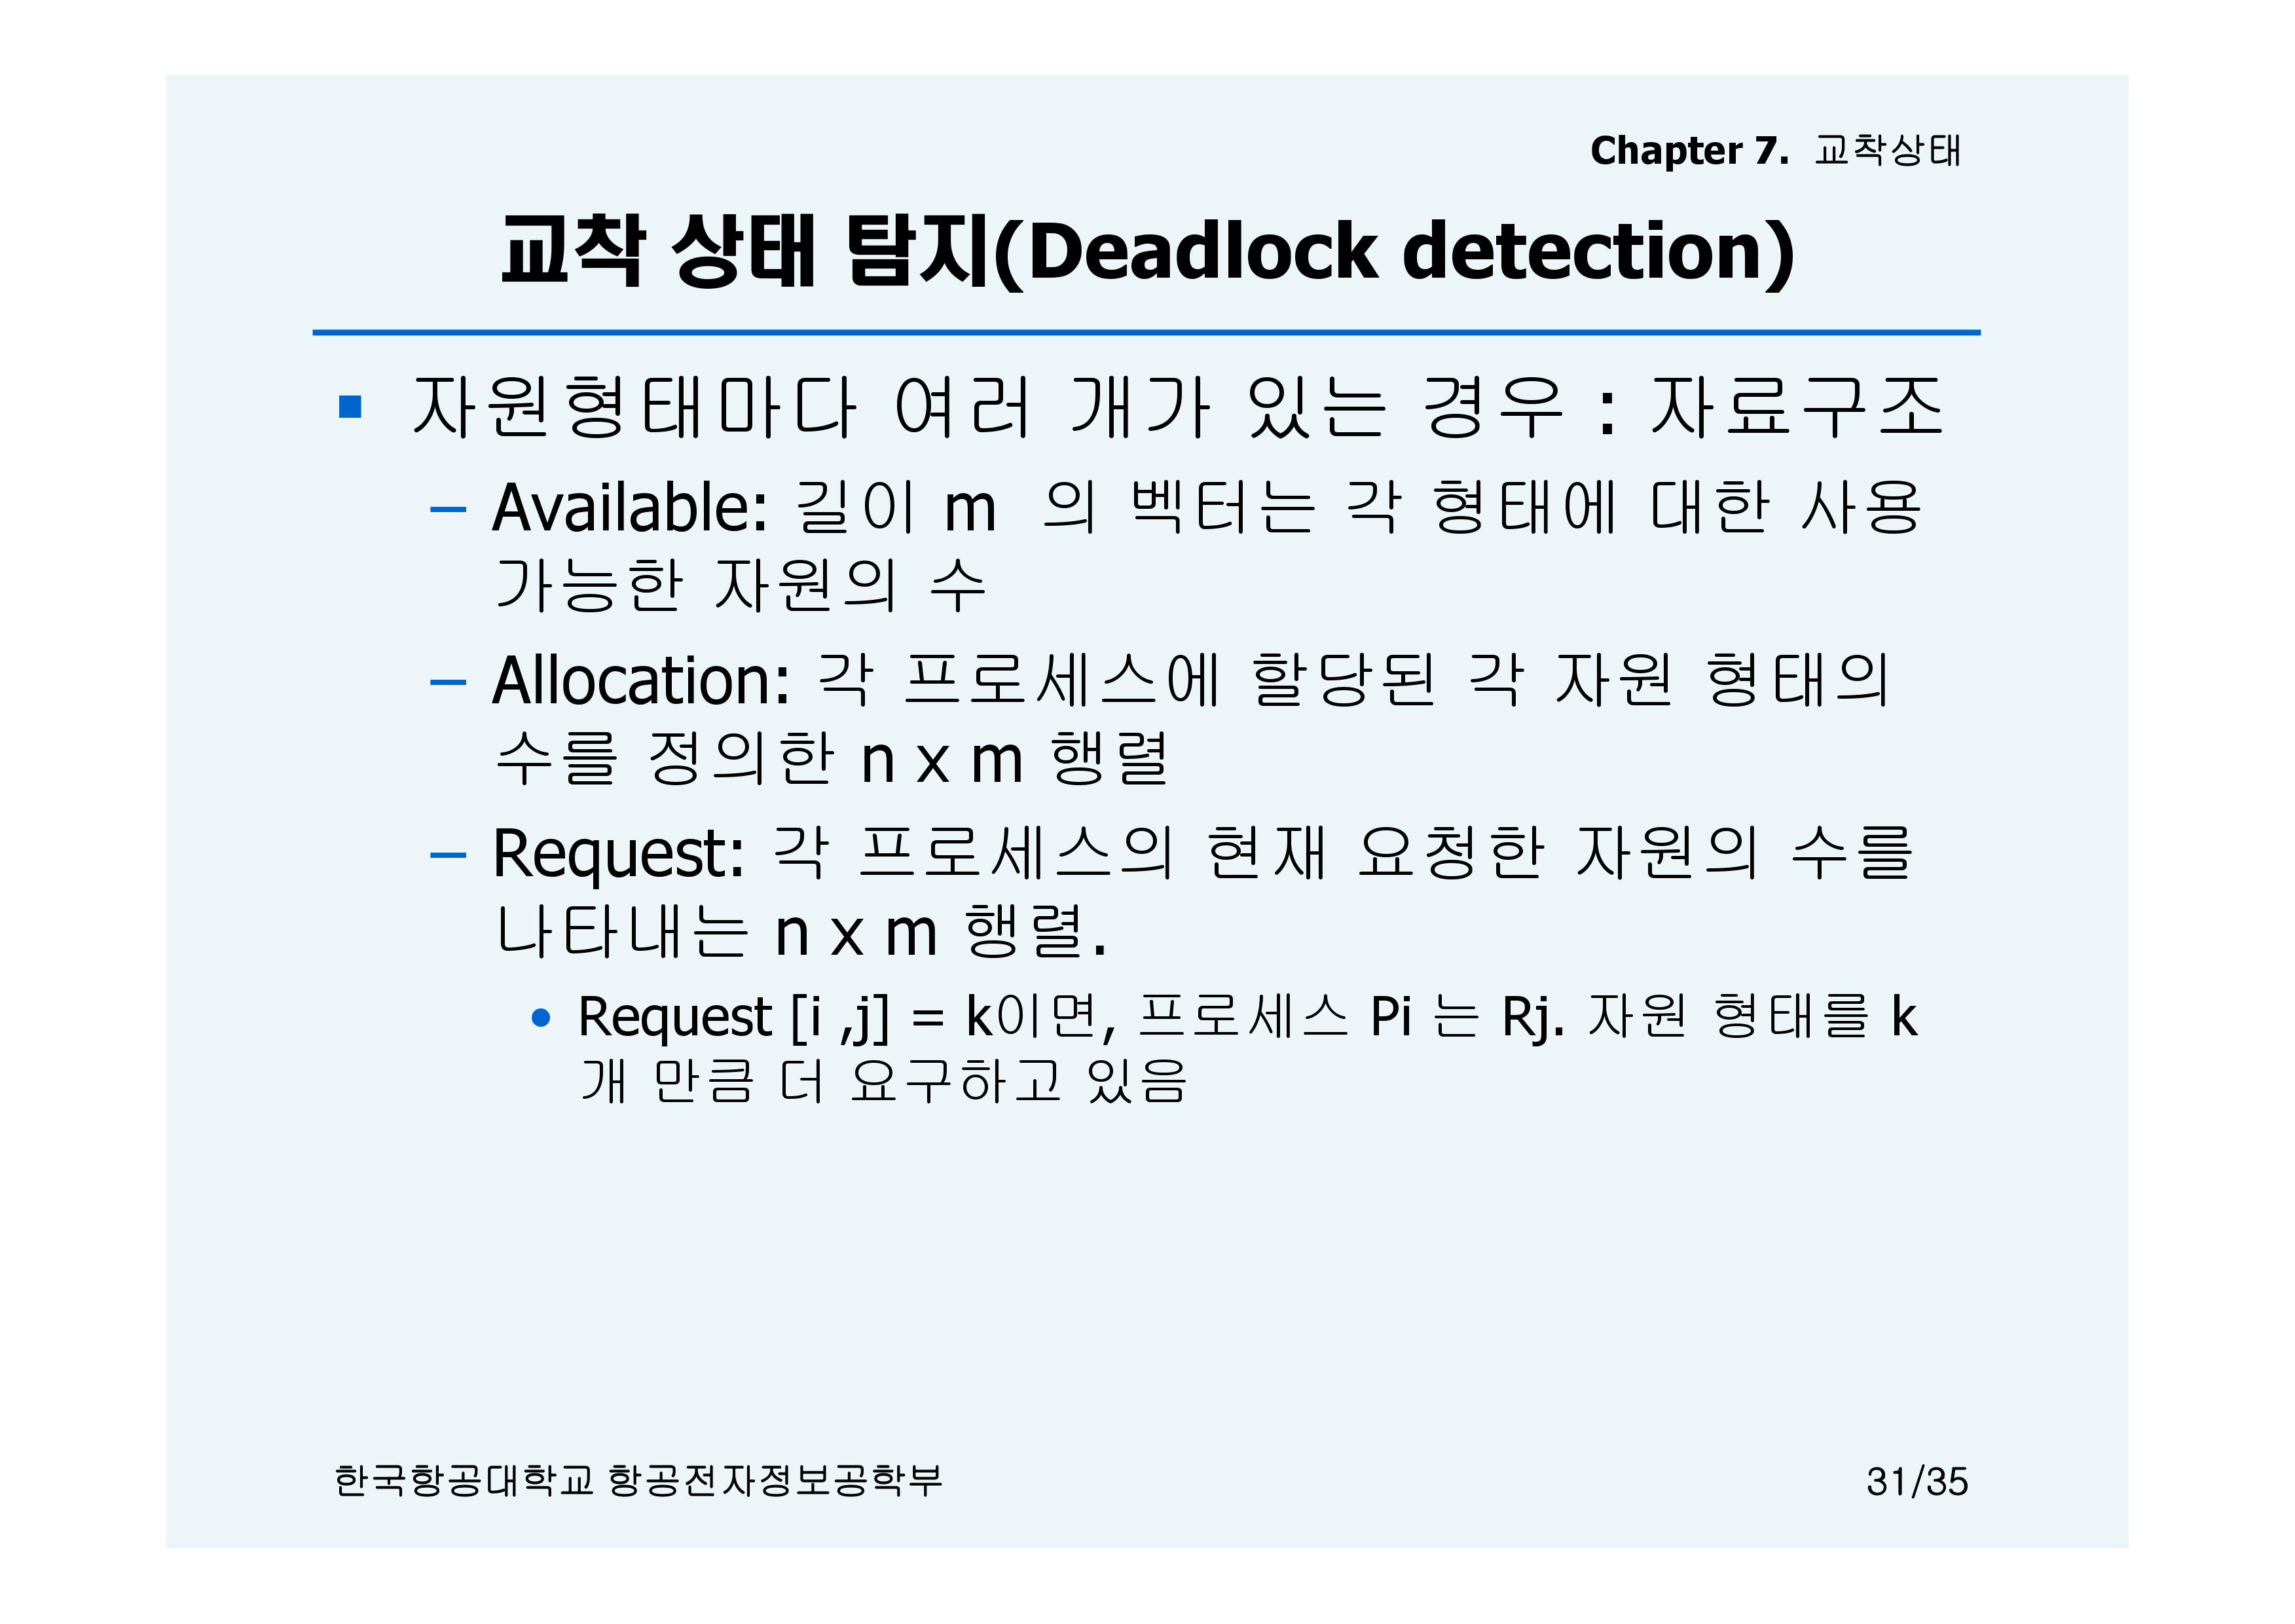 Chapter 7. 교착상태
교착 상태 탐지(Deadlock detection)
자원형태마다 여러 개가 있는 경우 : 자료구조
– Available: 길이 m 의 벡터는 각 형태에 대한 사용
가능한 자원의 수
– Allocation: 각 프로세스에 할당된 각 자원 형태의
수를 정의한 n x m 행렬
– Request: 각 프로세스의 현재 요청한 자원의 수를
나타내는 n x m 행렬.
• Request [i ,j] = k이면, 프로세스 Pi 는 Rj. 자원 형태를 k
개 만큼 더 요구하고 있음
한국항공대학교 항공전자정보공학부
31/35